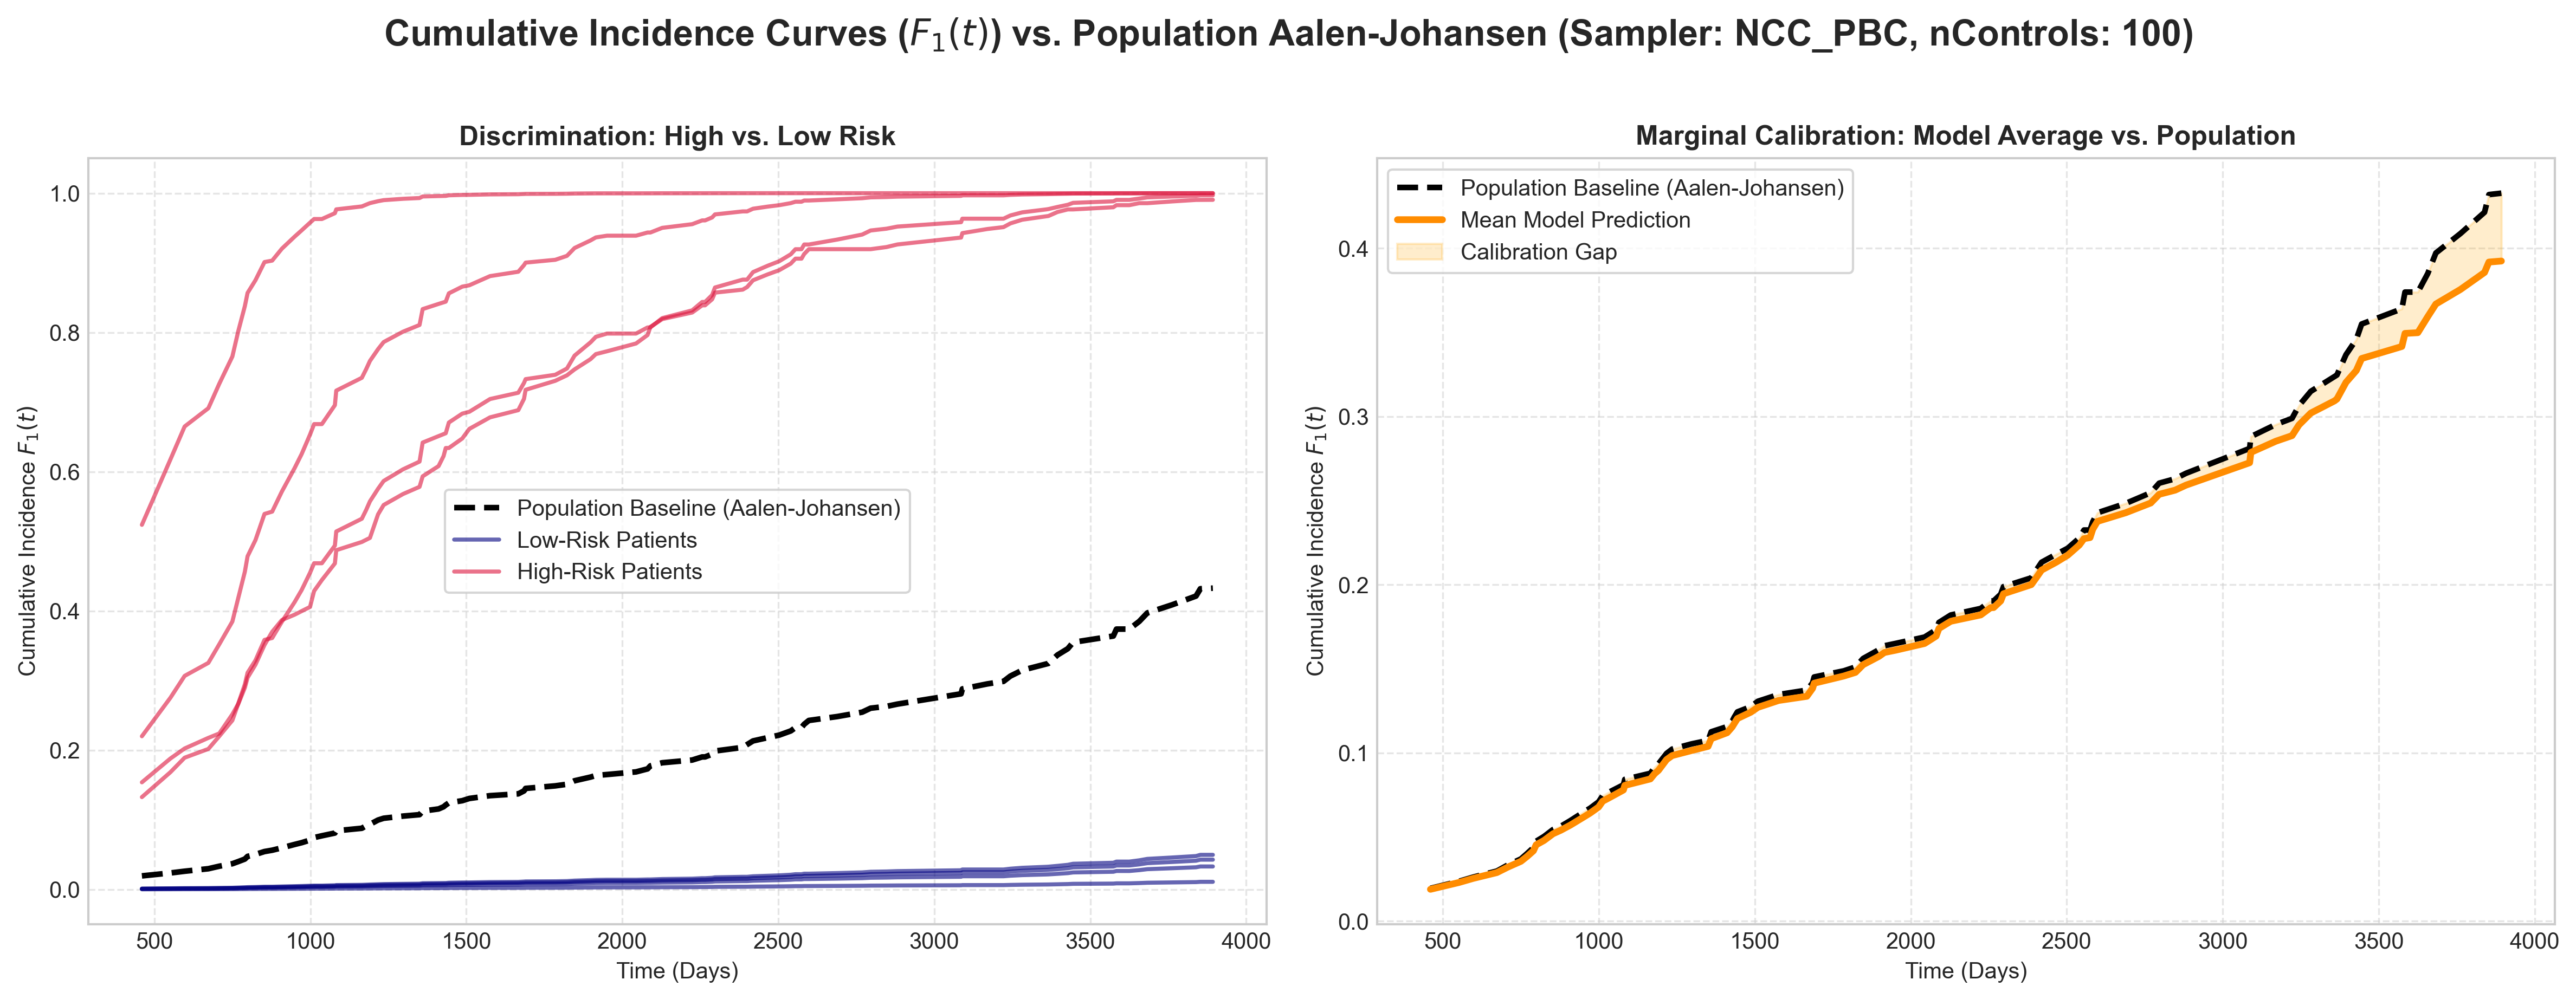 Cumulative Incidence Curves (F₁(t)) vs. Population Aalen-Johansen (Sampler: NCC_PBC, nControls: 100)
Discrimination: High vs. Low Risk
Cumulative Incidence F₁(t)
1.0
0.8
0.6
0.4
0.2
0.0
Population Baseline (Aalen-Johansen)
Low-Risk Patients
High-Risk Patients
500 1000 1500 2000 2500 3000 3500 4000
Time (Days)
Marginal Calibration: Model Average vs. Population
Population Baseline (Aalen-Johansen)
Mean Model Prediction
Calibration Gap
Cumulative Incidence F₁(t)
0.4
0.3
0.2
0.1
0.0
500 1000 1500 2000 2500 3000 3500 4000
Time (Days)